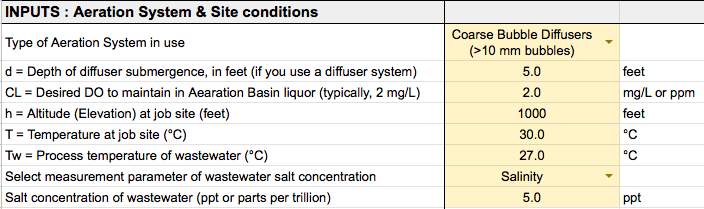 INPUTS : Aeration System & Site conditions
Type of Aeration System in use Coarse Bubble Diffusers
(>10 mm bubbles)
d = Depth of diffuser submergence, in feet (if you use a diffuser system) 5.0 feet
CL = Desired DO to maintain in Aearation Basin liquor (typically, 2 mg/L) 2.0 mg/L or ppm
h = Altitude (Elevation) at job site (feet) 1000 feet
T = Temperature at job site (°C) 30.0 °C
Tw = Process temperature of wastewater (°C) 27.0 °C
Select measurement parameter of wastewater salt concentration Salinity
Salt concentration of wastewater (ppt or parts per trillion) 5.0 ppt